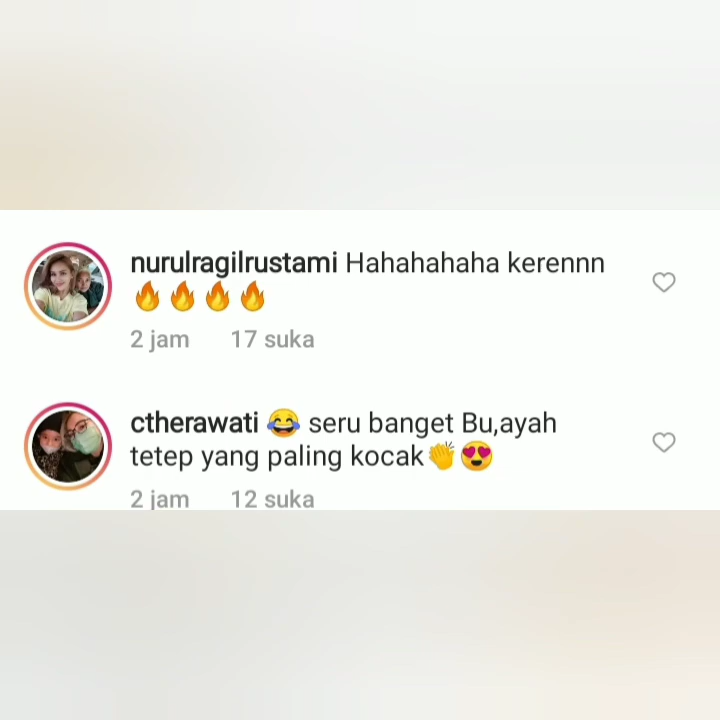 nurulragilrustami Hahahahaha kerennn
🔥🔥🔥🔥
2 jam 17 suka
ctherawati 😂 seru banget Bu,ayah
tetep yang paling kocak👏😍
2 jam 12 suka